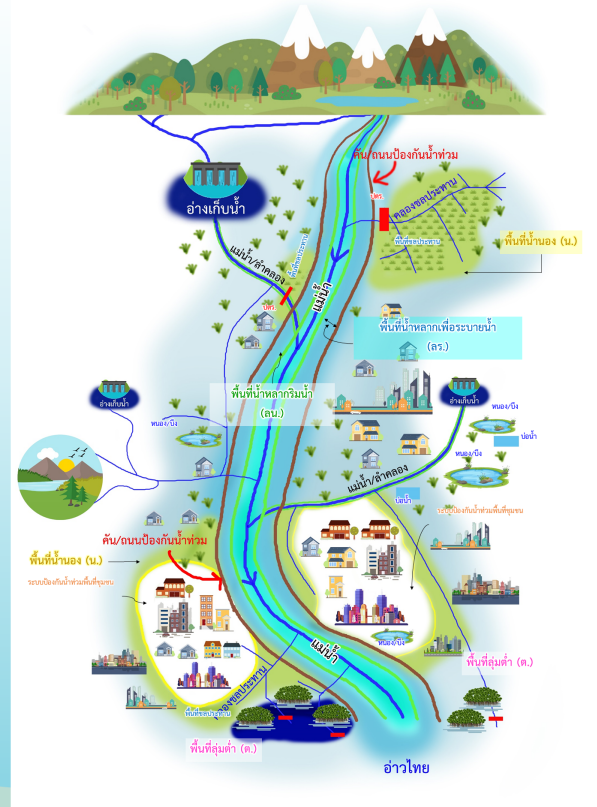 คัน/ถนนป้องกันน้ำท่วม
ปตร.
อ่างเก็บน้ำ
คลองชลประทาน
พื้นที่ชลประทาน
พื้นที่น้ำนอง (น.)
แม่น้ำ/ลำคลอง
พื้นที่ชลประทาน
ปตร.
แม่น้ำ
พื้นที่น้ำหลากเพื่อระบายน้ำ
(ลร.)
พื้นที่น้ำหลากริมน้ำ
(ลน.)
อ่างเก็บน้ำ
อ่างเก็บน้ำ
หนอง/บึง
หนอง/บึง
บ่อน้ำ
หนอง/บึง
แม่น้ำ/ลำคลอง
บ่อน้ำ
ระบบป้องกันน้ำท่วมพื้นที่ชุมชน
คัน/ถนนป้องกันน้ำท่วม
พื้นที่น้ำนอง (น.)
ระบบป้องกันน้ำท่วมพื้นที่ชุมชน
หนอง/บึง
แม่น้ำ
พื้นที่ลุ่มต่ำ (ต.)
คลองชลประทาน
พื้นที่ชลประทาน
พื้นที่ลุ่มต่ำ (ต.)
อ่าวไทย